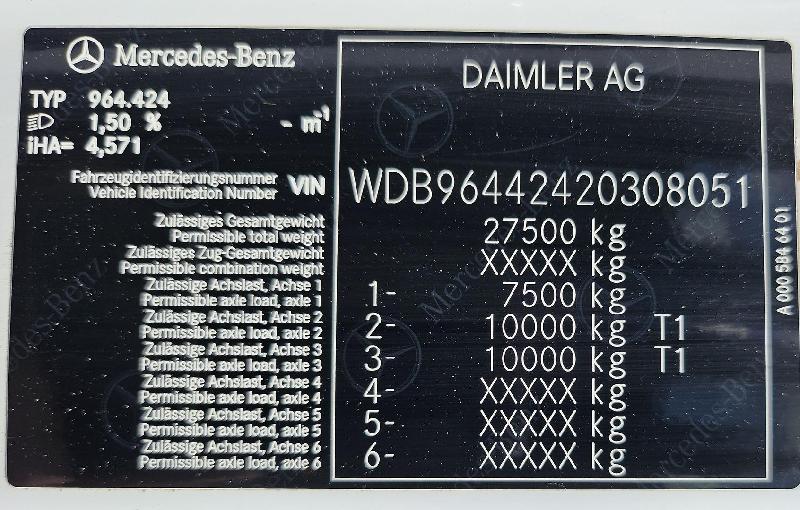 Mercedes-Benz
DAIMLER AG
TYP 964.424
1,50 % - m-1
iHA= 4,571
Fahrzeugidentifizierungsnummer
Vehicle Identification Number VIN WDB96442420308051
Zulässiges Gesamtgewicht
Permissible total weight 27500 kg
Zulässiges Zug-Gesamtgewicht
Permissible combination weight XXXXX kg
Zulässige Achslast, Achse 1
Permissible axle load, axle 1 1- 7500 kg
Zulässige Achslast, Achse 2
Permissible axle load, axle 2 2- 10000 kg T1
Zulässige Achslast, Achse 3
Permissible axle load, axle 3 3- 10000 kg T1
Zulässige Achslast, Achse 4
Permissible axle load, axle 4 4- XXXXX kg
Zulässige Achslast, Achse 5
Permissible axle load, axle 5 5- XXXXX kg
Zulässige Achslast, Achse 6
Permissible axle load, axle 6 6- XXXXX kg
A 000 584 64 01